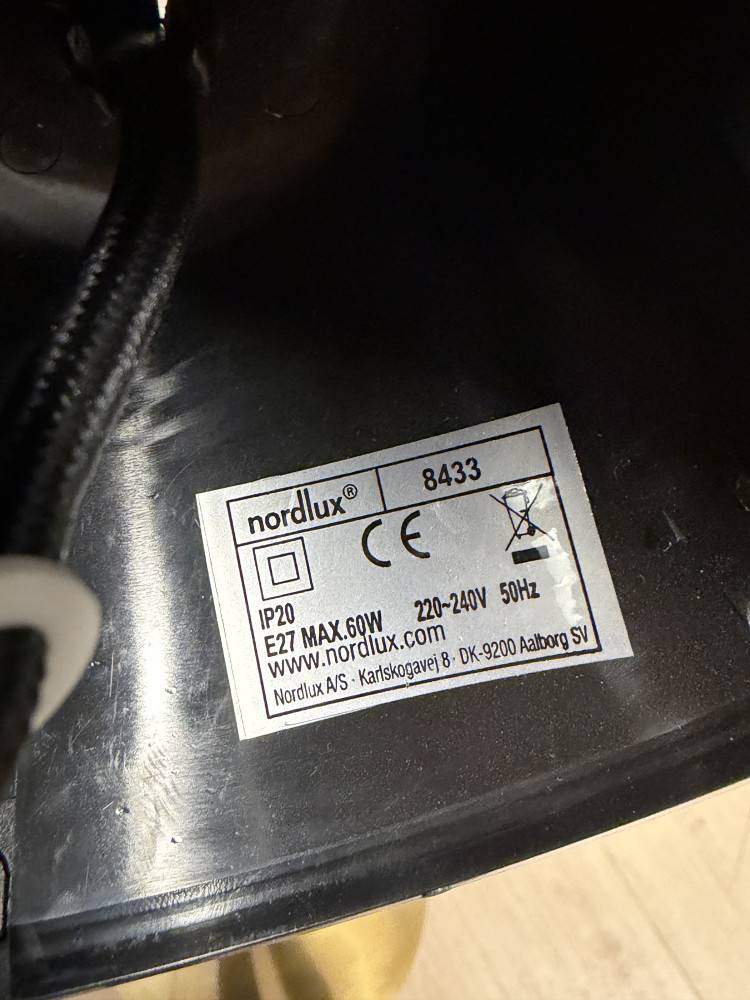 nordlux® 8433
CE
IP20
E27 MAX.60W 220~240V 50Hz
www.nordlux.com
Nordlux A/S · Karlskogavej 8 · DK-9200 Aalborg SV